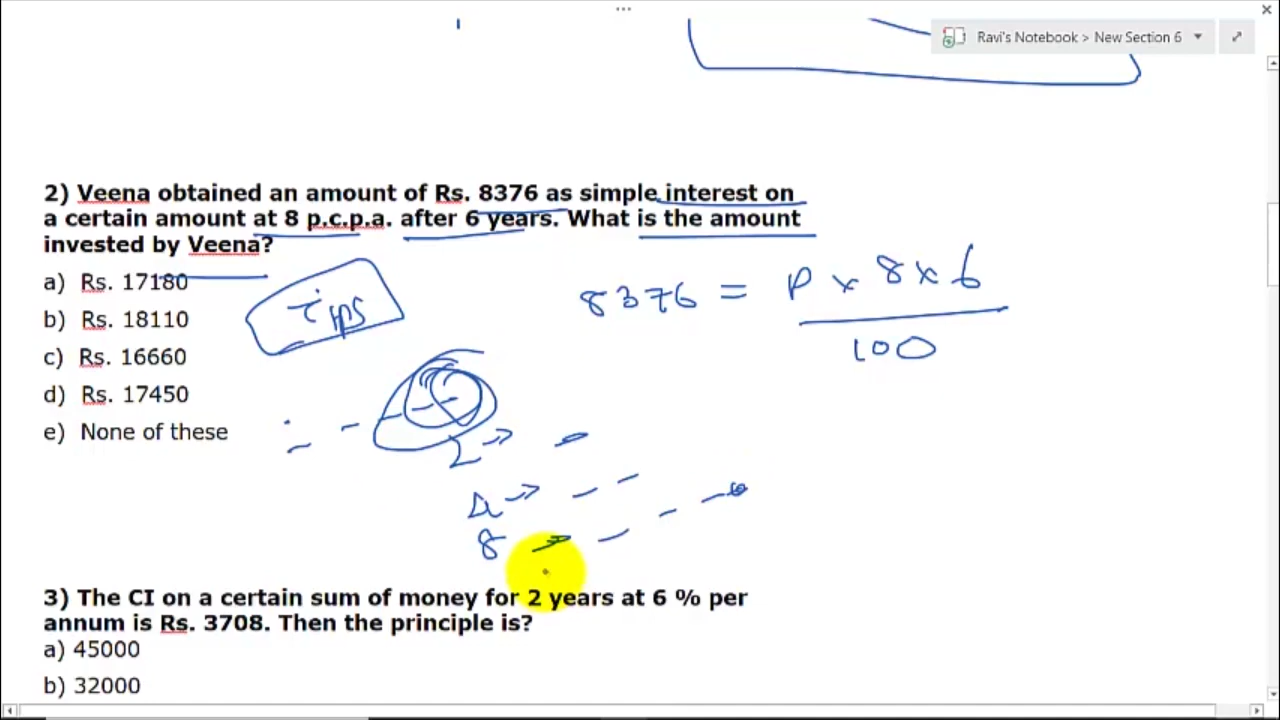 Ravi's Notebook > New Section 6
2) Veena obtained an amount of Rs. 8376 as simple interest on
a certain amount at 8 p.c.p.a. after 6 years. What is the amount
invested by Veena?
a) Rs. 17180
b) Rs. 18110
c) Rs. 16660
d) Rs. 17450
e) None of these
Tips
8376 = P x 8 x 6
100
2 →
4 →
8 →
3) The CI on a certain sum of money for 2 years at 6 % per
annum is Rs. 3708. Then the principle is?
a) 45000
b) 32000